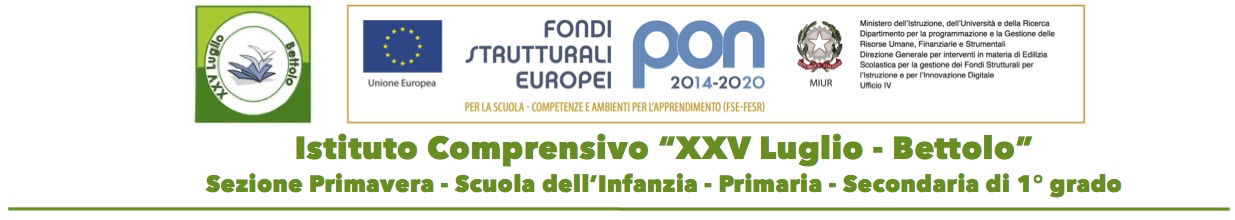 XXV Luglio Bettolo
Unione Europea
FONDI
STRUTTURALI
EUROPEI
pon
2014-2020
MIUR
Ministero dell'Istruzione, dell'Università e della Ricerca
Dipartimento per la programmazione e la Gestione delle
Risorse Umane, Finanziarie e Strumentali
Direzione Generale per interventi in materia di Edilizia
Scolastica per la gestione dei Fondi Strutturali per
l'Istruzione e per l'Innovazione Digitale
Ufficio IV
PER LA SCUOLA - COMPETENZE E AMBIENTI PER L'APPRENDIMENTO (FSE-FESR)
Istituto Comprensivo “XXV Luglio - Bettolo”
Sezione Primavera - Scuola dell’Infanzia - Primaria - Secondaria di 1° grado